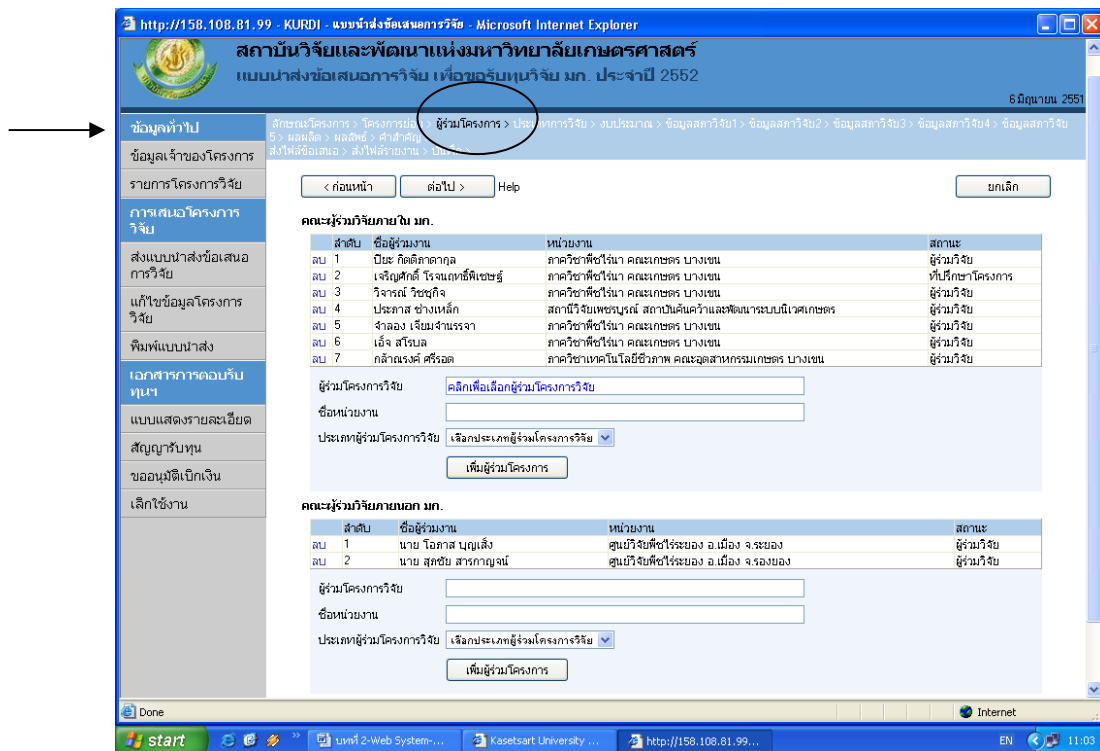 http://158.108.81.99 - KURDI - แบบนำส่งข้อเสนอการวิจัย - Microsoft Internet Explorer
สถาบันวิจัยและพัฒนาแห่งมหาวิทยาลัยเกษตรศาสตร์
แบบนำส่งข้อเสนอการวิจัย เพื่อขอรับทุนวิจัย มก. ประจำปี 2552
6 มิถุนายน 2551
ข้อมูลทั่วไป
ข้อมูลเจ้าของโครงการ
รายการโครงการวิจัย
การเสนอโครงการ
วิจัย
ส่งแบบนำส่งข้อเสนอ
การวิจัย
แก้ไขข้อมูลโครงการ
วิจัย
พิมพ์แบบนำส่ง
เอกสารการตอบรับ
ทุนฯ
แบบแสดงรายละเอียด
สัญญารับทุน
ขออนุมัติเบิกเงิน
เลิกใช้งาน
ลักษณะโครงการ > โครงการย่อย > ผู้ร่วมโครงการ > ประเภทการวิจัย > งบประมาณ > ข้อมูลสภาวิจัย1 > ข้อมูลสภาวิจัย2 > ข้อมูลสภาวิจัย3 > ข้อมูลสภาวิจัย4 > ข้อมูลสภาวิจัย
5 > ผลผลิต > ผลลัพธ์ > คำสำคัญ
ส่งไฟล์ข้อเสนอ > ส่งไฟล์รายงาน > บันทึก >
< ก่อนหน้า ต่อไป > Help ยกเลิก
คณะผู้ร่วมวิจัยภายใน มก.
ลำดับ ชื่อผู้ร่วมงาน หน่วยงาน สถานะ
ลบ 1 ปิยะ กิตติภาดากุล ภาควิชาพืชไร่นา คณะเกษตร บางเขน ผู้ร่วมวิจัย
ลบ 2 เจริญศักดิ์ โรจนฤทธิ์พิเชษฐ์ ภาควิชาพืชไร่นา คณะเกษตร บางเขน ที่ปรึกษาโครงการ
ลบ 3 วิจารณ์ วิชชุกิจ ภาควิชาพืชไร่นา คณะเกษตร บางเขน ผู้ร่วมวิจัย
ลบ 4 ประภาส ช่างเหล็ก สถานีวิจัยเพชรบูรณ์ สถาบันค้นคว้าและพัฒนาระบบนิเวศเกษตร ผู้ร่วมวิจัย
ลบ 5 จำลอง เจียมจำนรรจา ภาควิชาพืชไร่นา คณะเกษตร บางเขน ผู้ร่วมวิจัย
ลบ 6 เอ็จ สโรบล ภาควิชาพืชไร่นา คณะเกษตร บางเขน ผู้ร่วมวิจัย
ลบ 7 กล้าณรงค์ ศรีรอต ภาควิชาเทคโนโลยีชีวภาพ คณะอุตสาหกรรมเกษตร บางเขน ผู้ร่วมวิจัย
ผู้ร่วมโครงการวิจัย คลิกเพื่อเลือกผู้ร่วมโครงการวิจัย
ชื่อหน่วยงาน
ประเภทผู้ร่วมโครงการวิจัย เลือกประเภทผู้ร่วมโครงการวิจัย
เพิ่มผู้ร่วมโครงการ
คณะผู้ร่วมวิจัยภายนอก มก.
ลำดับ ชื่อผู้ร่วมงาน หน่วยงาน สถานะ
ลบ 1 นาย โอภาส บุญเส็ง ศูนย์วิจัยพืชไร่ระยอง อ.เมือง จ.ระยอง ผู้ร่วมวิจัย
ลบ 2 นาย สุภชัย สารกาญจน์ ศูนย์วิจัยพืชไร่ระยอง อ.เมือง จ.รองยอง ผู้ร่วมวิจัย
ผู้ร่วมโครงการวิจัย
ชื่อหน่วยงาน
ประเภทผู้ร่วมโครงการวิจัย เลือกประเภทผู้ร่วมโครงการวิจัย
เพิ่มผู้ร่วมโครงการ
Done Internet
start บทที่ 2-Web System-... Kasetsart University ... http://158.108.81.99... EN 11:03